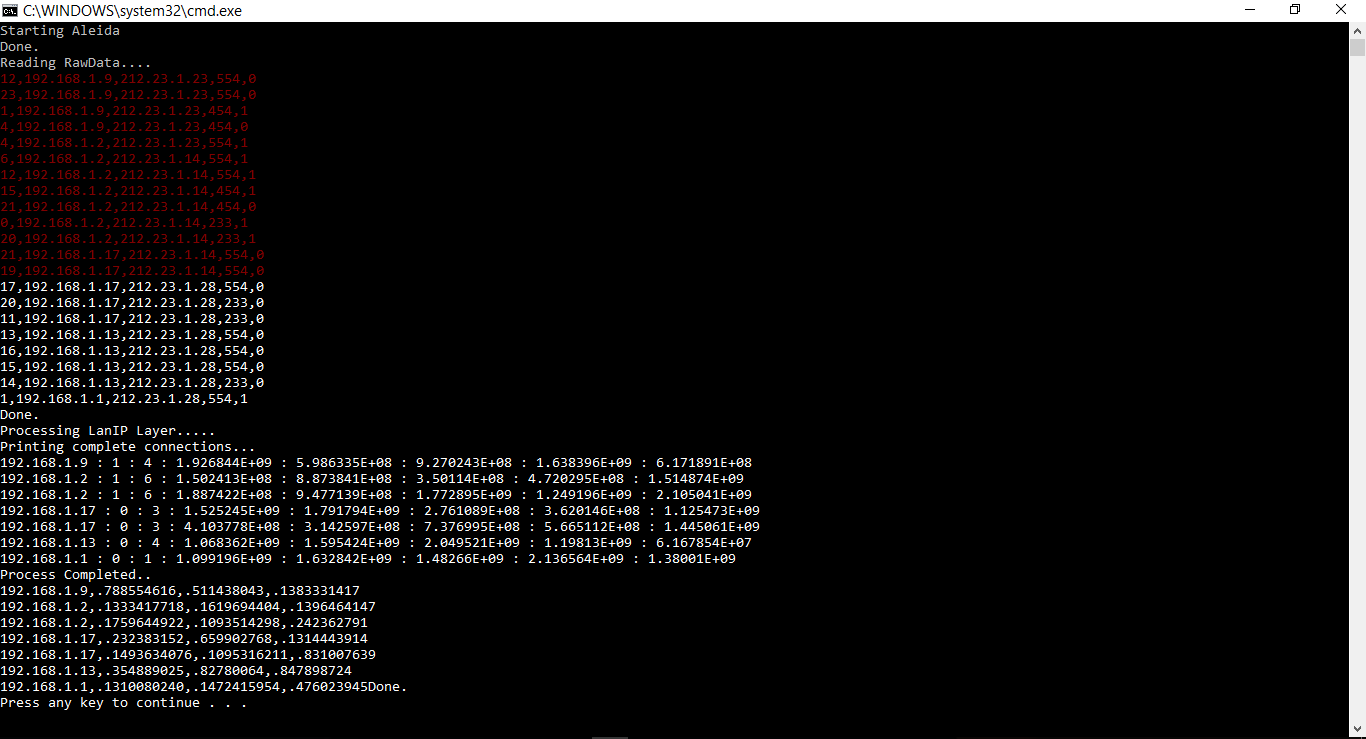 C:\WINDOWS\system32\cmd.exe
Starting Aleida
Done.
Reading RawData....
12,192.168.1.9,212.23.1.23,554,0
23,192.168.1.9,212.23.1.23,554,0
1,192.168.1.9,212.23.1.23,454,1
4,192.168.1.9,212.23.1.23,454,0
4,192.168.1.2,212.23.1.23,554,1
6,192.168.1.2,212.23.1.14,554,1
12,192.168.1.2,212.23.1.14,554,1
15,192.168.1.2,212.23.1.14,454,1
21,192.168.1.2,212.23.1.14,454,0
0,192.168.1.2,212.23.1.14,233,1
20,192.168.1.2,212.23.1.14,233,1
21,192.168.1.17,212.23.1.14,554,0
19,192.168.1.17,212.23.1.14,554,0
17,192.168.1.17,212.23.1.28,554,0
20,192.168.1.17,212.23.1.28,233,0
11,192.168.1.17,212.23.1.28,233,0
13,192.168.1.13,212.23.1.28,554,0
16,192.168.1.13,212.23.1.28,554,0
15,192.168.1.13,212.23.1.28,554,0
14,192.168.1.13,212.23.1.28,233,0
1,192.168.1.1,212.23.1.28,554,1
Done.
Processing LanIP Layer.....
Printing complete connections...
192.168.1.9 : 1 : 4 : 1.926844E+09 : 5.986335E+08 : 9.270243E+08 : 1.638396E+09 : 6.171891E+08
192.168.1.2 : 1 : 6 : 1.502413E+08 : 8.873841E+08 : 3.50114E+08 : 4.720295E+08 : 1.514874E+09
192.168.1.2 : 1 : 6 : 1.887422E+08 : 9.477139E+08 : 1.772895E+09 : 1.249196E+09 : 2.105041E+09
192.168.1.17 : 0 : 3 : 1.525245E+09 : 1.791794E+09 : 2.761089E+08 : 3.620146E+08 : 1.125473E+09
192.168.1.17 : 0 : 3 : 4.103778E+08 : 3.142597E+08 : 7.376995E+08 : 5.665112E+08 : 1.445061E+09
192.168.1.13 : 0 : 4 : 1.068362E+09 : 1.595424E+09 : 2.049521E+09 : 1.19813E+09 : 6.167854E+07
192.168.1.1 : 0 : 1 : 1.099196E+09 : 1.632842E+09 : 1.48266E+09 : 2.136564E+09 : 1.38001E+09
Process Completed..
192.168.1.9,.788554616,.511438043,.1383331417
192.168.1.2,.1333417718,.1619694404,.1396464147
192.168.1.2,.1759644922,.1093514298,.242362791
192.168.1.17,.232383152,.659902768,.1314443914
192.168.1.17,.1493634076,.1095316211,.831007639
192.168.1.13,.354889025,.82780064,.847898724
192.168.1.1,.1310080240,.1472415954,.476023945Done.
Press any key to continue . . .